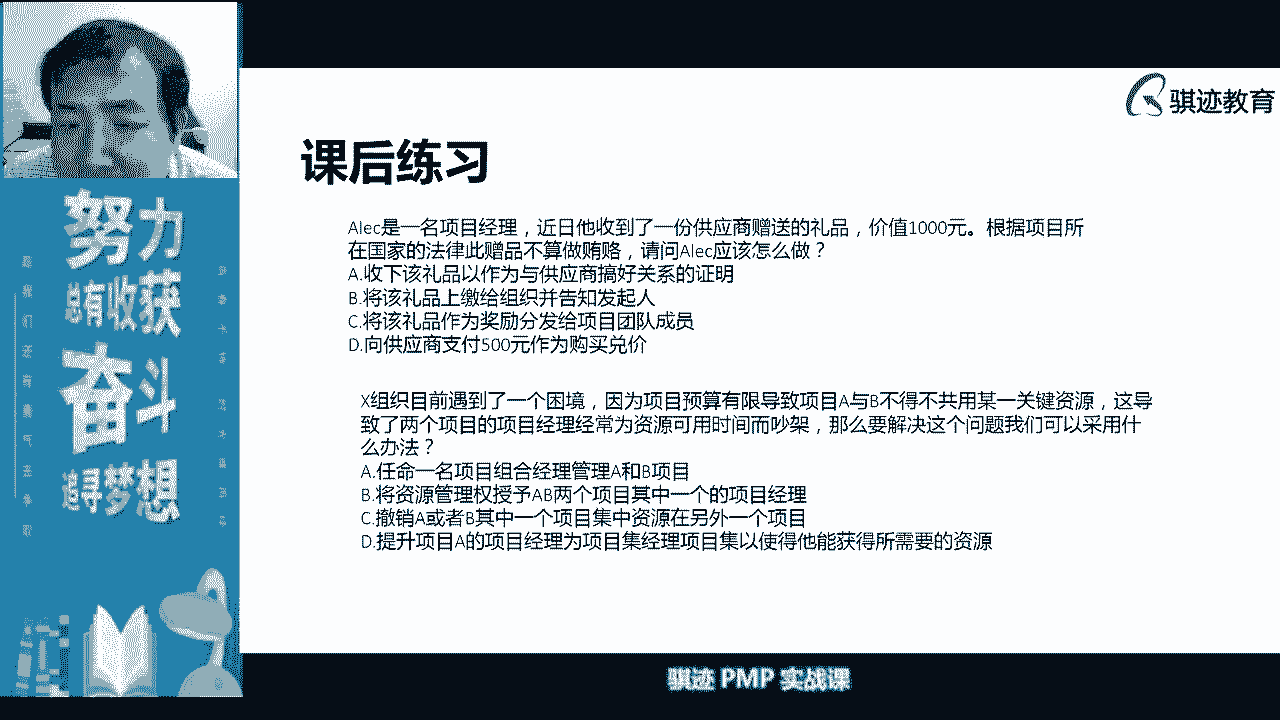 骐迹教育
课后练习
Alec是一名项目经理，近日他收到了一份供应商赠送的礼品，价值1000元。根据项目所
在国家的法律此赠品不算做贿赂，请问Alec应该怎么做？
A.收下该礼品以作为与供应商搞好关系的证明
B.将该礼品上缴给组织并告知发起人
C.将该礼品作为奖励分发给项目团队成员
D.向供应商支付500元作为购买兑价
X组织目前遇到了一个困境，因为项目预算有限导致项目A与B不得不共用某一关键资源，这导
致了两个项目的项目经理经常为资源可用时间而吵架，那么要解决这个问题我们可以采用什
么办法？
A.任命一名项目组合经理管理A和B项目
B.将资源管理权授予AB两个项目其中一个的项目经理
C.撤销A或者B其中一个项目集中资源在另外一个项目
D.提升项目A的项目经理为项目集经理项目集以使得他能获得所需要的资源
努力
总有收获
奋斗
追寻梦想
骐迹 PMP 实战课